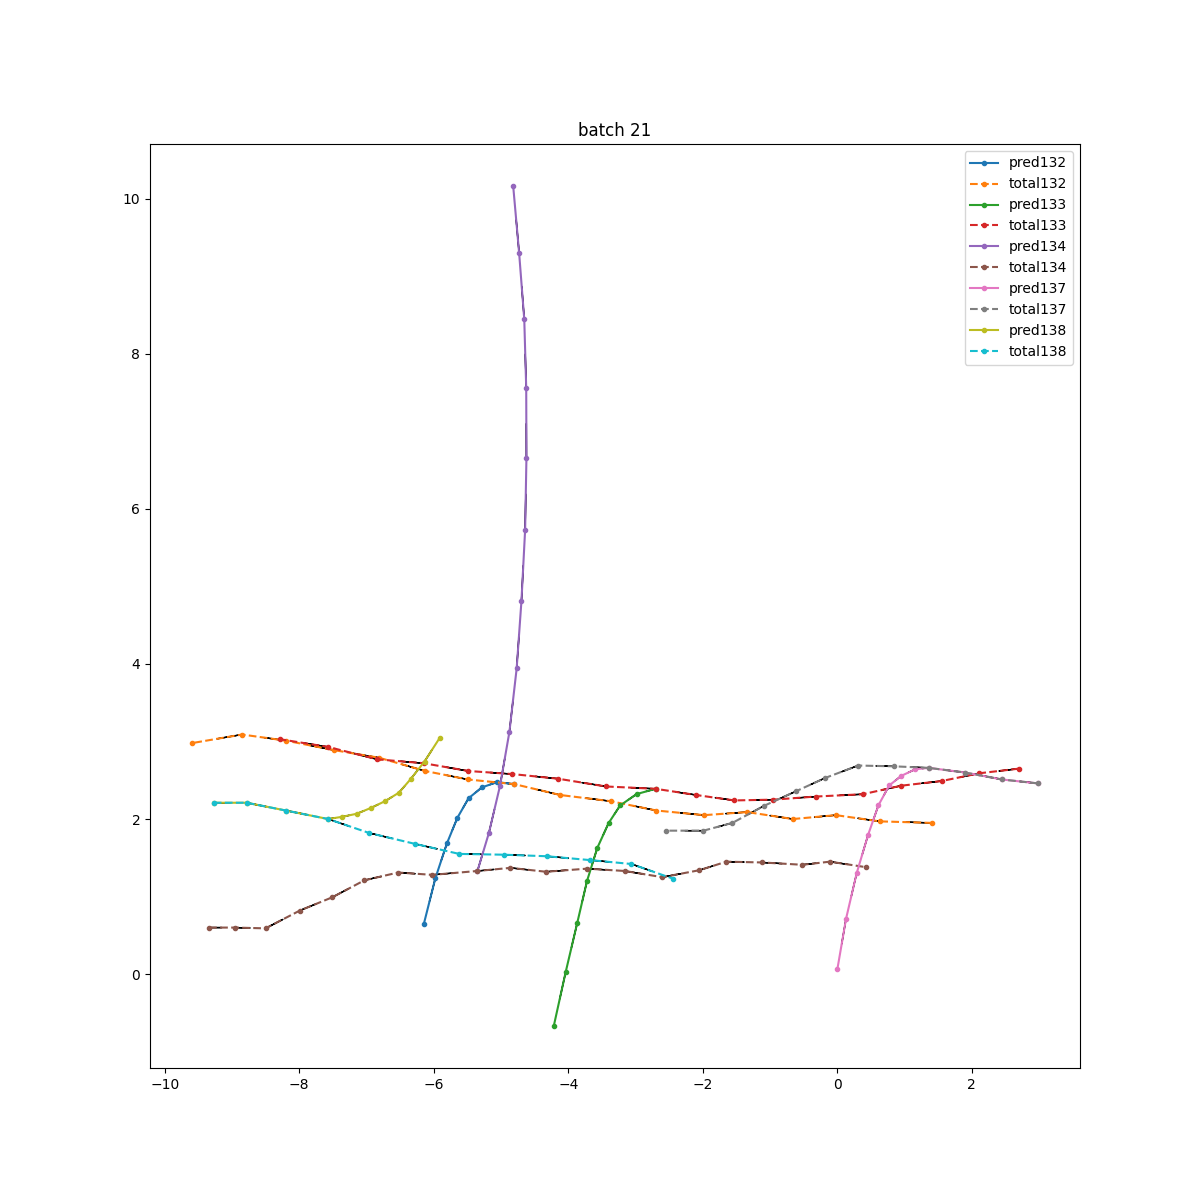 batch 21
pred132
total132
pred133
total133
pred134
total134
pred137
total137
pred138
total138
10
8
6
4
2
0
−10
−8
−6
−4
−2
0
2